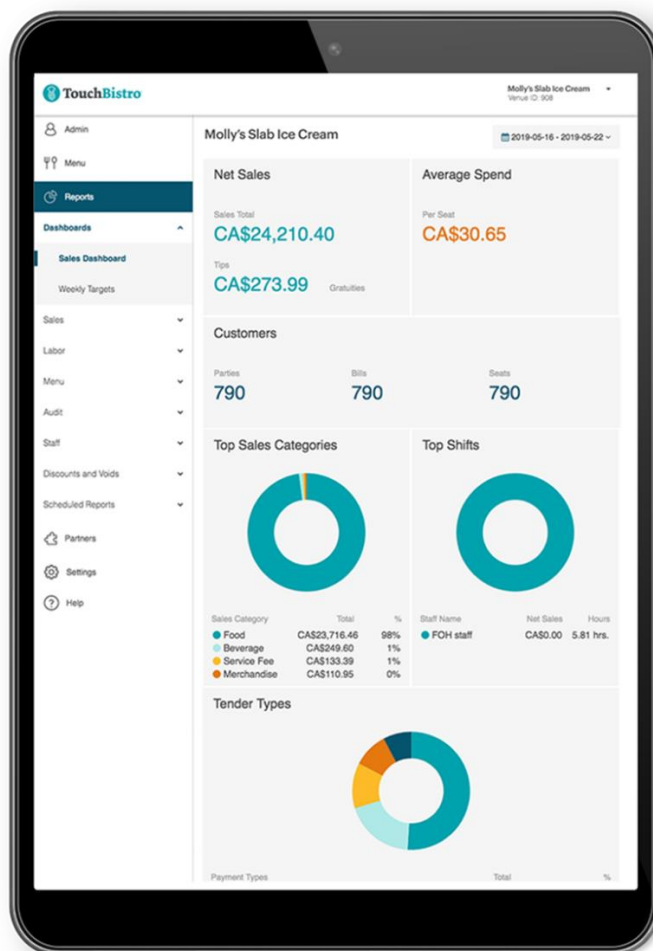 TouchBistro
Molly's Slab Ice Cream
Venue ID: 908
Admin
Menu
Reports
Dashboards
Sales Dashboard
Weekly Targets
Sales
Labor
Menu
Audit
Staff
Discounts and Voids
Scheduled Reports
Partners
Settings
Help
Molly's Slab Ice Cream
2019-05-16 - 2019-05-22
Net Sales
Sales Total
CA$24,210.40
Tips
CA$273.99 Gratuities
Average Spend
Per Seat
CA$30.65
Customers
Parties Bills Seats
790 790 790
Top Sales Categories
Sales Category Total %
Food CA$23,716.46 98%
Beverage CA$249.60 1%
Service Fee CA$133.39 1%
Merchandise CA$110.95 0%
Top Shifts
Staff Name Net Sales Hours
FOH staff CA$0.00 5.81 hrs.
Tender Types
Payment Types Total %